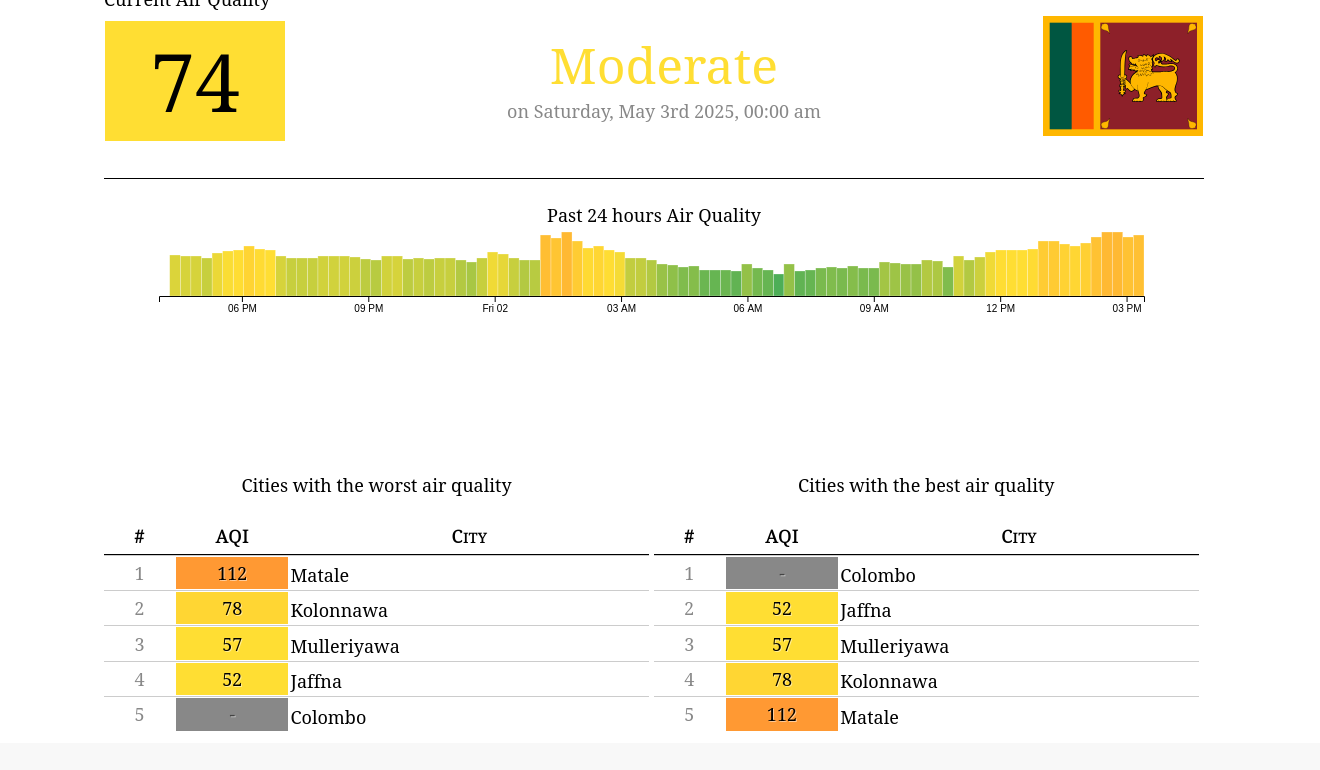 Current Air Quality
74
Moderate
on Saturday, May 3rd 2025, 00:00 am
Past 24 hours Air Quality
06 PM 09 PM Fri 02 03 AM 06 AM 09 AM 12 PM 03 PM
Cities with the worst air quality
# AQI City
1 112 Matale
2 78 Kolonnawa
3 57 Mulleriyawa
4 52 Jaffna
5 - Colombo
Cities with the best air quality
# AQI City
1 - Colombo
2 52 Jaffna
3 57 Mulleriyawa
4 78 Kolonnawa
5 112 Matale